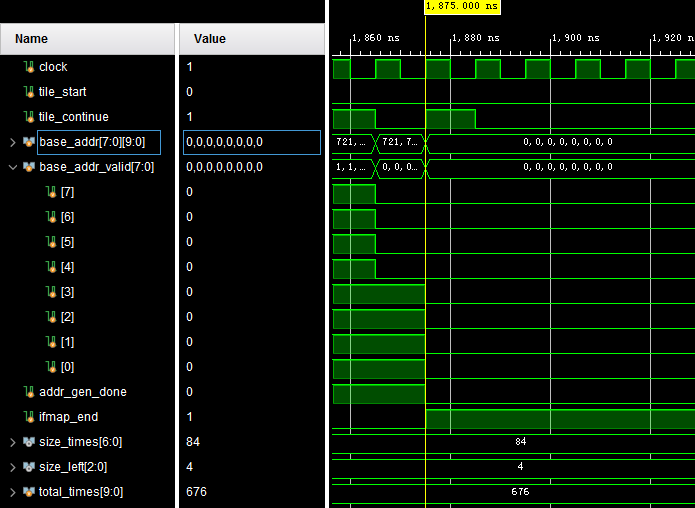 1,875.000 ns
Name Value 1,860 ns 1,880 ns 1,900 ns 1,920 ns
clock 1
tile_start 0
tile_continue 1
base_addr[7:0][9:0] 0,0,0,0,0,0,0,0 721,... 721,7... 0,0,0,0,0,0,0,0
base_addr_valid[7:0] 0,0,0,0,0,0,0,0 1,1,... 0,0,0... 0,0,0,0,0,0,0,0
[7] 0
[6] 0
[5] 0
[4] 0
[3] 0
[2] 0
[1] 0
[0] 0
addr_gen_done 0
ifmap_end 1
size_times[6:0] 84 84
size_left[2:0] 4 4
total_times[9:0] 676 676